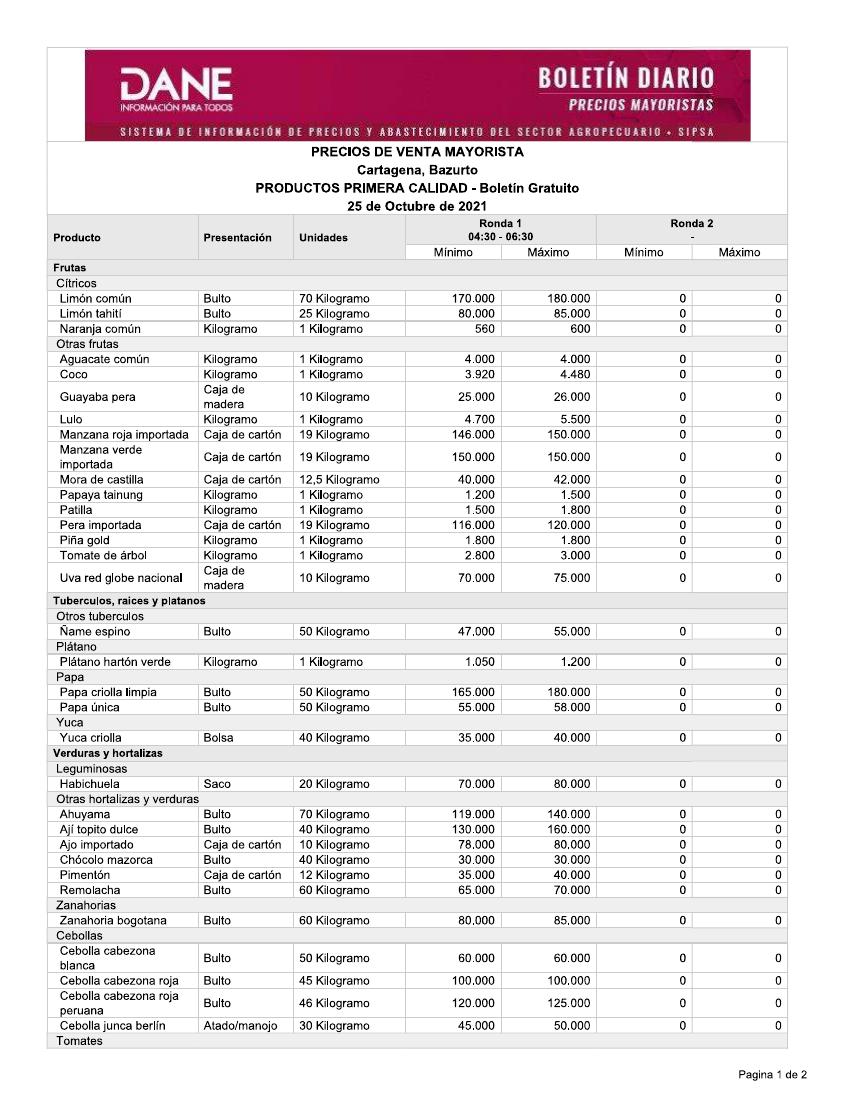 DANE
INFORMACIÓN PARA TODOS
BOLETÍN DIARIO
PRECIOS MAYORISTAS
SISTEMA DE INFORMACIÓN DE PRECIOS Y ABASTECIMIENTO DEL SECTOR AGROPECUARIO • SIPSA
PRECIOS DE VENTA MAYORISTA
Cartagena, Bazurto
PRODUCTOS PRIMERA CALIDAD - Boletín Gratuito
25 de Octubre de 2021
Producto Presentación Unidades Ronda 1 04:30 - 06:30 Ronda 2 -
Mínimo Máximo Mínimo Máximo
Frutas
Cítricos
Limón común Bulto 70 Kilogramo 170.000 180.000 0 0
Limón tahití Bulto 25 Kilogramo 80.000 85.000 0 0
Naranja común Kilogramo 1 Kilogramo 560 600 0 0
Otras frutas
Aguacate común Kilogramo 1 Kilogramo 4.000 4.000 0 0
Coco Kilogramo 1 Kilogramo 3.920 4.480 0 0
Guayaba pera Caja de madera 10 Kilogramo 25.000 26.000 0 0
Lulo Kilogramo 1 Kilogramo 4.700 5.500 0 0
Manzana roja importada Caja de cartón 19 Kilogramo 146.000 150.000 0 0
Manzana verde importada Caja de cartón 19 Kilogramo 150.000 150.000 0 0
Mora de castilla Caja de cartón 12,5 Kilogramo 40.000 42.000 0 0
Papaya tainung Kilogramo 1 Kilogramo 1.200 1.500 0 0
Patilla Kilogramo 1 Kilogramo 1.500 1.800 0 0
Pera importada Caja de cartón 19 Kilogramo 116.000 120.000 0 0
Piña gold Kilogramo 1 Kilogramo 1.800 1.800 0 0
Tomate de árbol Kilogramo 1 Kilogramo 2.800 3.000 0 0
Uva red globe nacional Caja de madera 10 Kilogramo 70.000 75.000 0 0
Tuberculos, raices y platanos
Otros tuberculos
Ñame espino Bulto 50 Kilogramo 47.000 55.000 0 0
Plátano
Plátano hartón verde Kilogramo 1 Kilogramo 1.050 1.200 0 0
Papa
Papa criolla limpia Bulto 50 Kilogramo 165.000 180.000 0 0
Papa única Bulto 50 Kilogramo 55.000 58.000 0 0
Yuca
Yuca criolla Bolsa 40 Kilogramo 35.000 40.000 0 0
Verduras y hortalizas
Leguminosas
Habichuela Saco 20 Kilogramo 70.000 80.000 0 0
Otras hortalizas y verduras
Ahuyama Bulto 70 Kilogramo 119.000 140.000 0 0
Ají topito dulce Bulto 40 Kilogramo 130.000 160.000 0 0
Ajo importado Caja de cartón 10 Kilogramo 78.000 80.000 0 0
Chócolo mazorca Bulto 40 Kilogramo 30.000 30.000 0 0
Pimentón Caja de cartón 12 Kilogramo 35.000 40.000 0 0
Remolacha Bulto 60 Kilogramo 65.000 70.000 0 0
Zanahorias
Zanahoria bogotana Bulto 60 Kilogramo 80.000 85.000 0 0
Cebollas
Cebolla cabezona blanca Bulto 50 Kilogramo 60.000 60.000 0 0
Cebolla cabezona roja Bulto 45 Kilogramo 100.000 100.000 0 0
Cebolla cabezona roja peruana Bulto 46 Kilogramo 120.000 125.000 0 0
Cebolla junca berlín Atado/manojo 30 Kilogramo 45.000 50.000 0 0
Tomates
Pagina 1 de 2